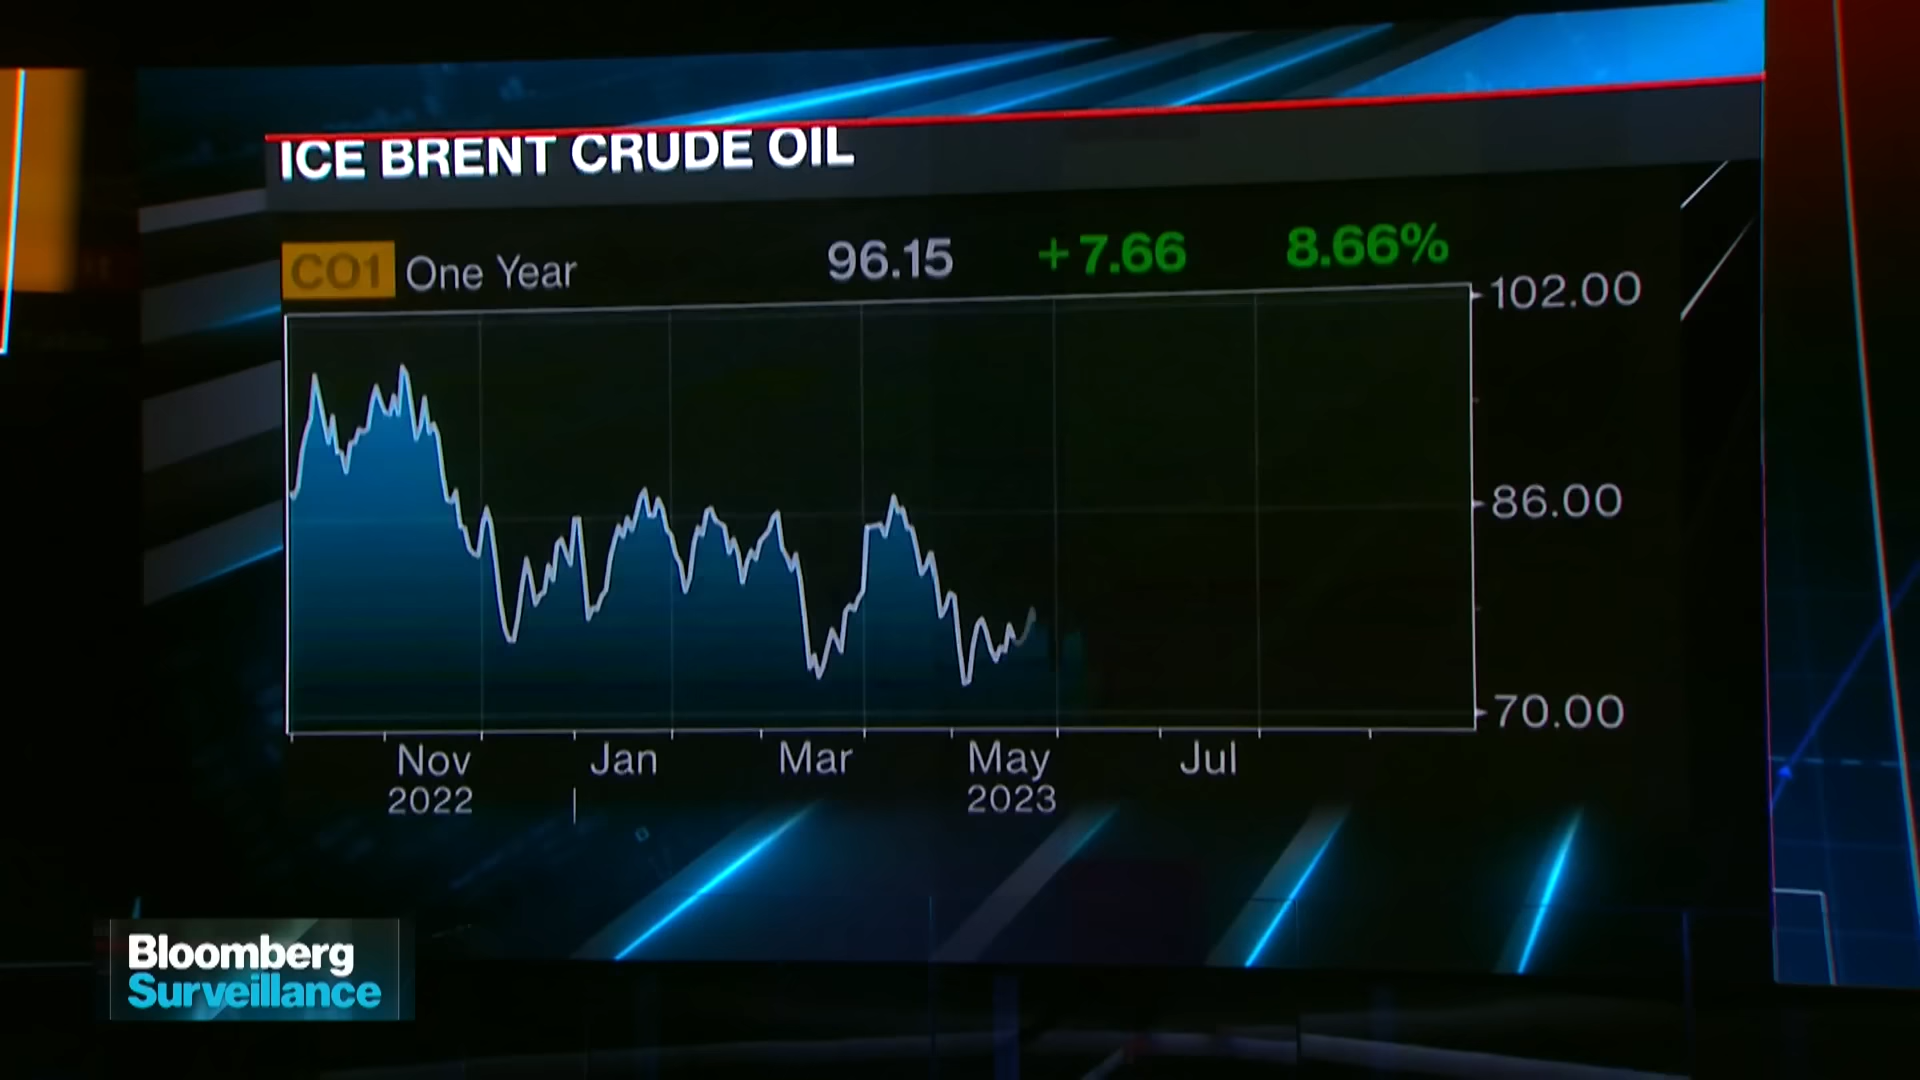 ICE BRENT CRUDE OIL
CO1 One Year 96.15 +7.66 8.66%
102.00
86.00
70.00
Nov Jan Mar May Jul
2022 2023
Bloomberg
Surveillance